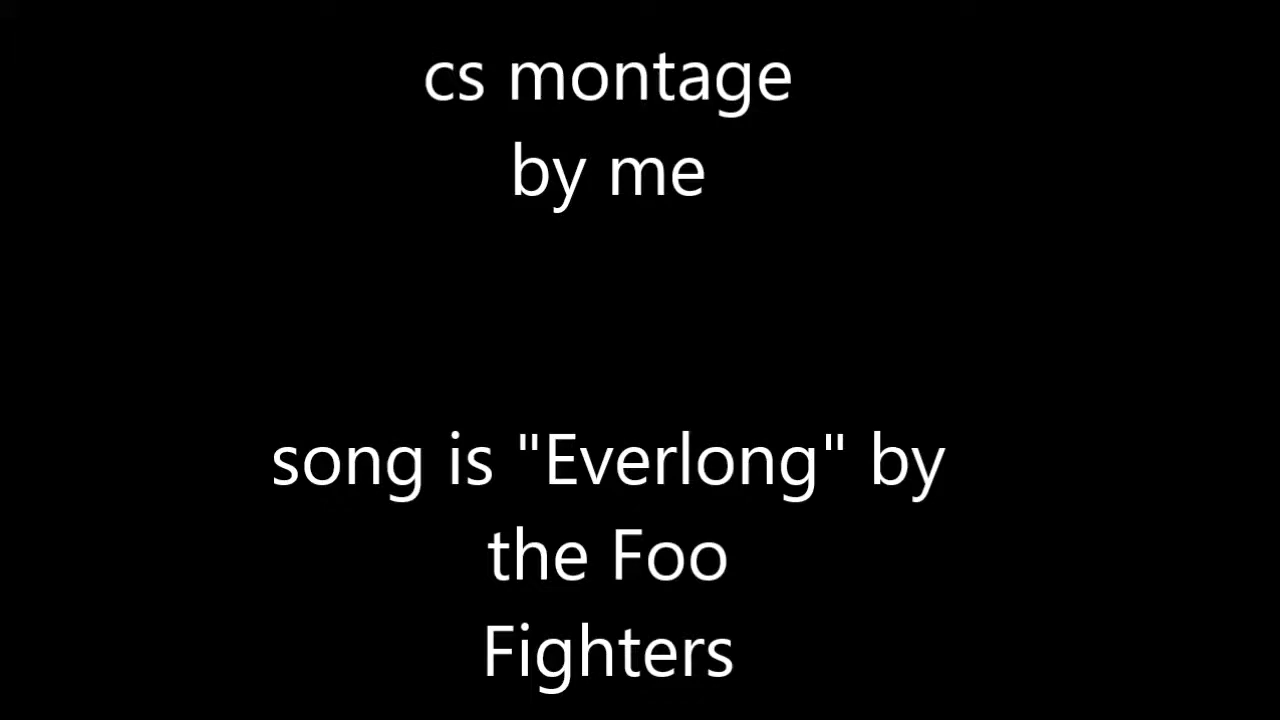 cs montage
by me
song is "Everlong" by
the Foo
Fighters